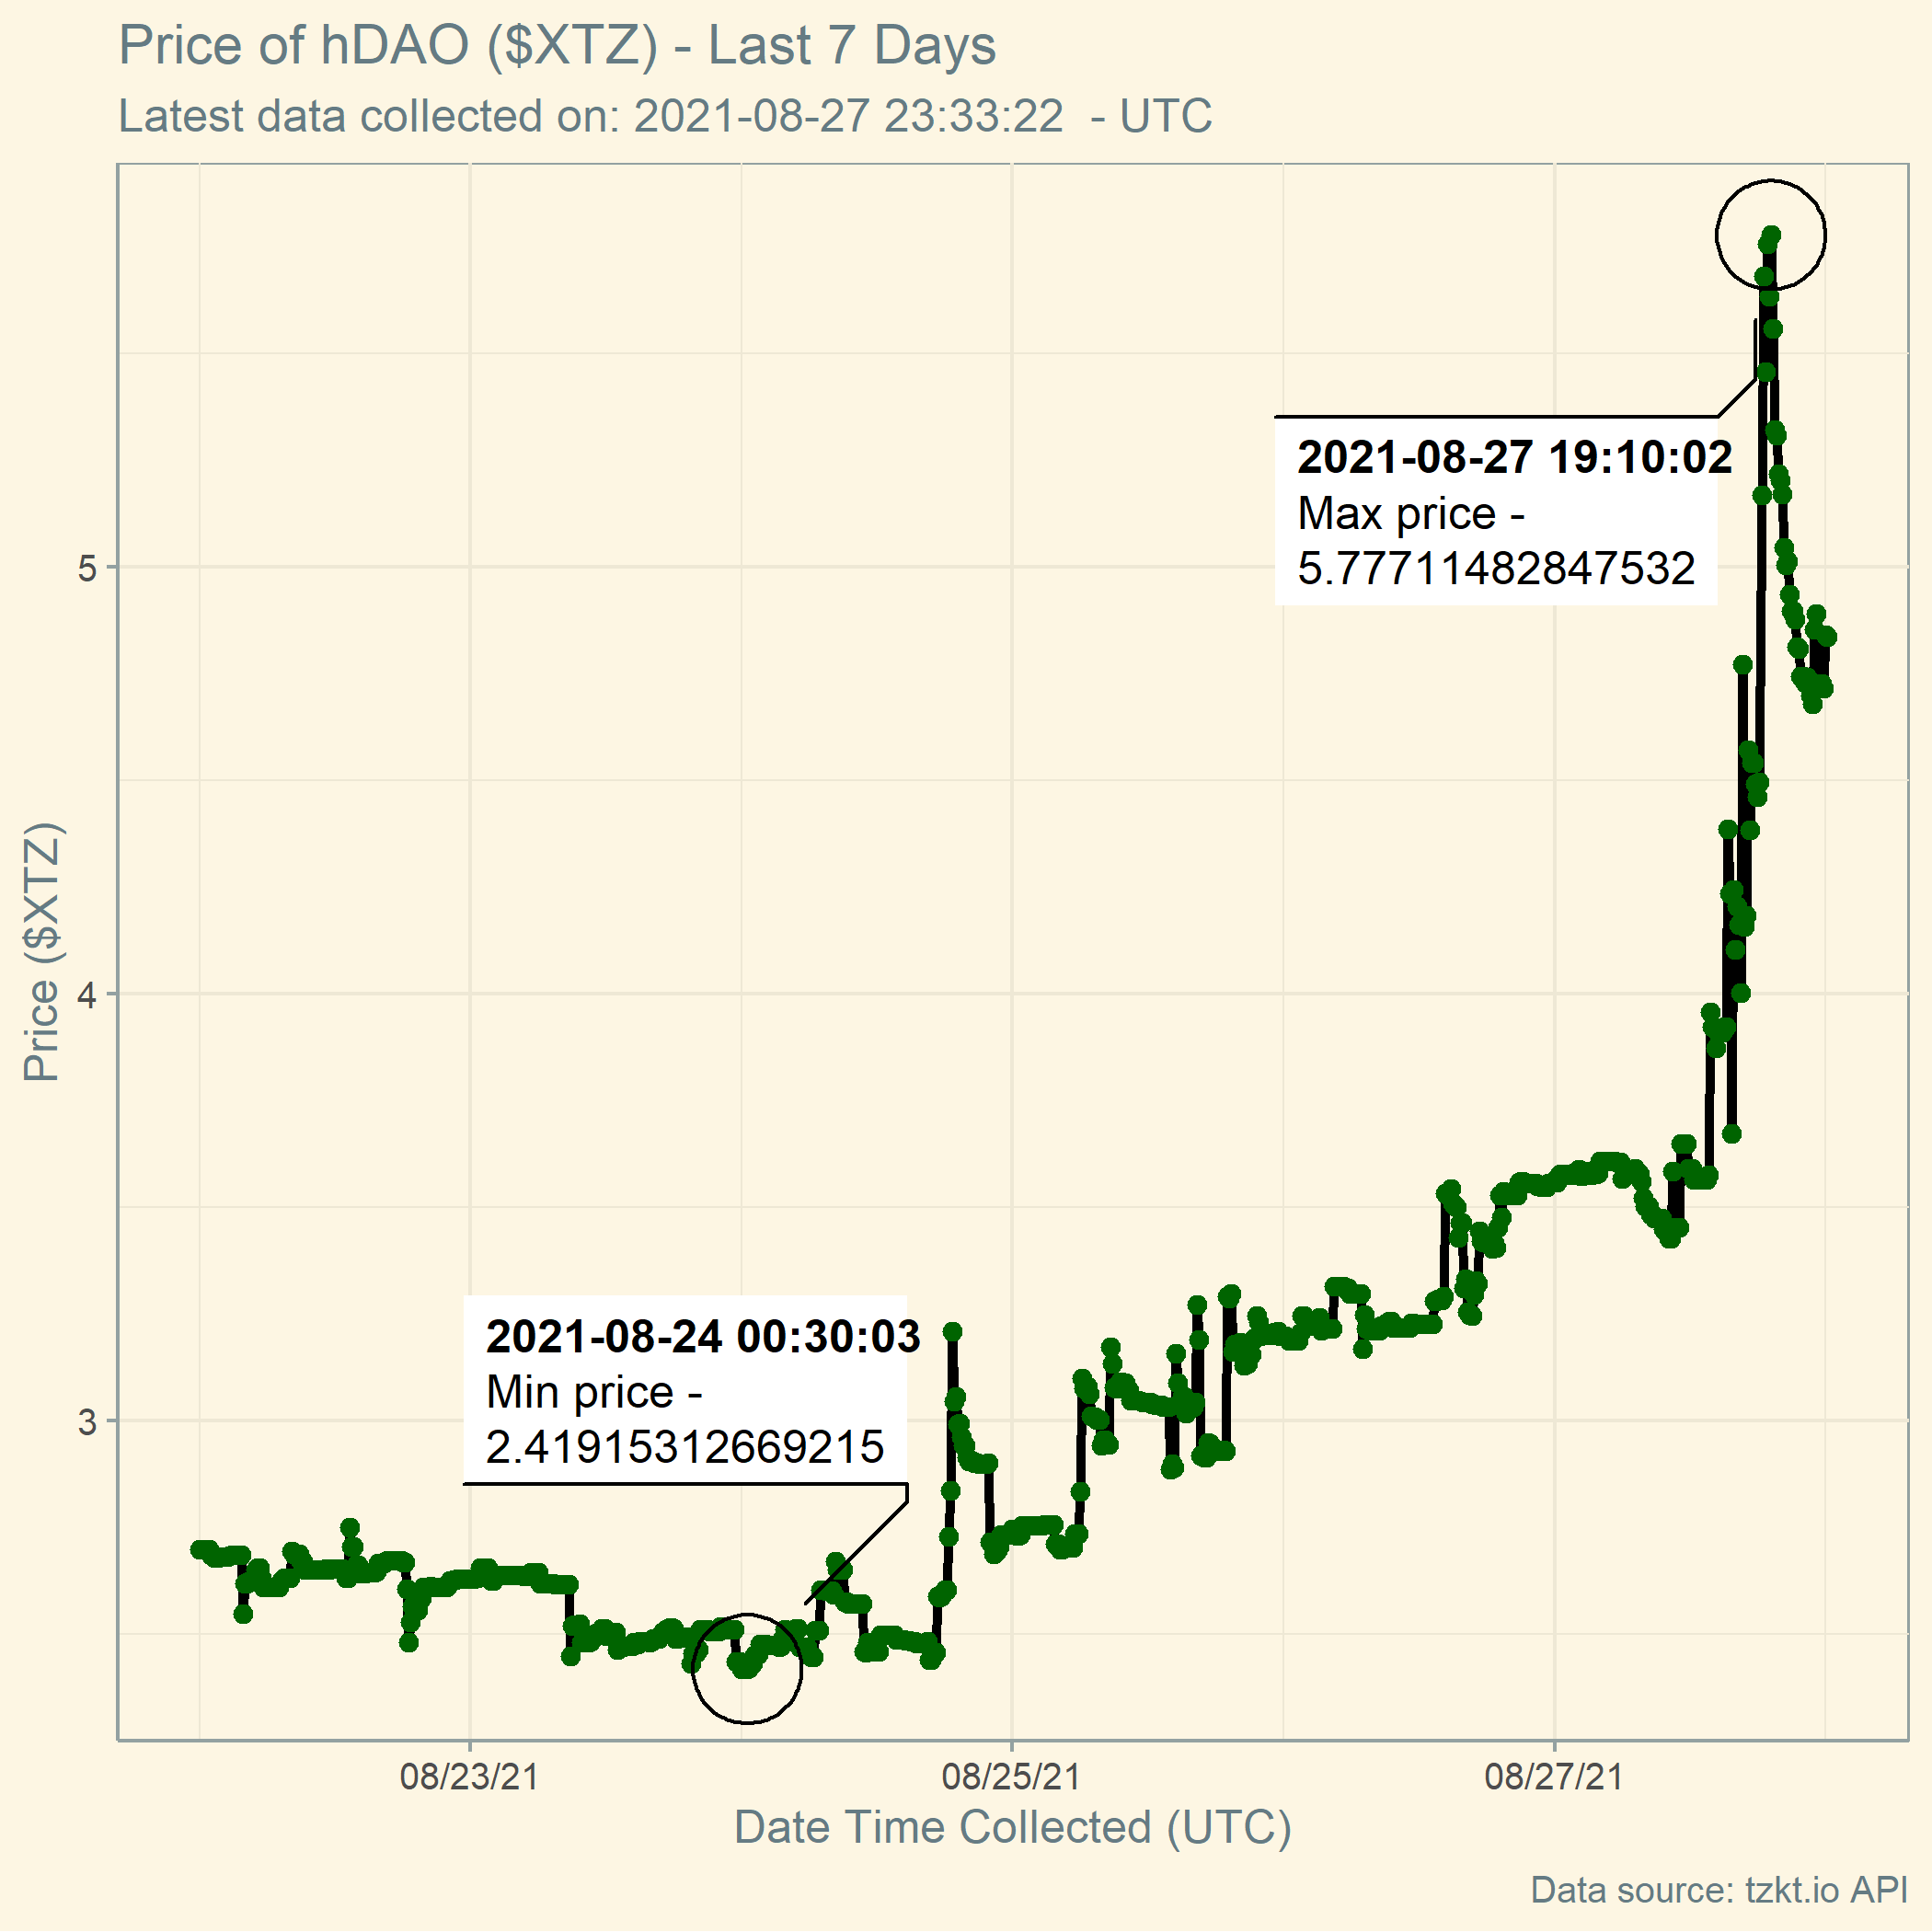 Price of hDAO ($XTZ) - Last 7 Days
Latest data collected on: 2021-08-27 23:33:22  - UTC
2021-08-27 19:10:02
Max price -
5.77711482847532
5
4
3
Price ($XTZ)
2021-08-24 00:30:03
Min price -
2.41915312669215
08/23/21
08/25/21
08/27/21
Date Time Collected (UTC)
Data source: tzkt.io API